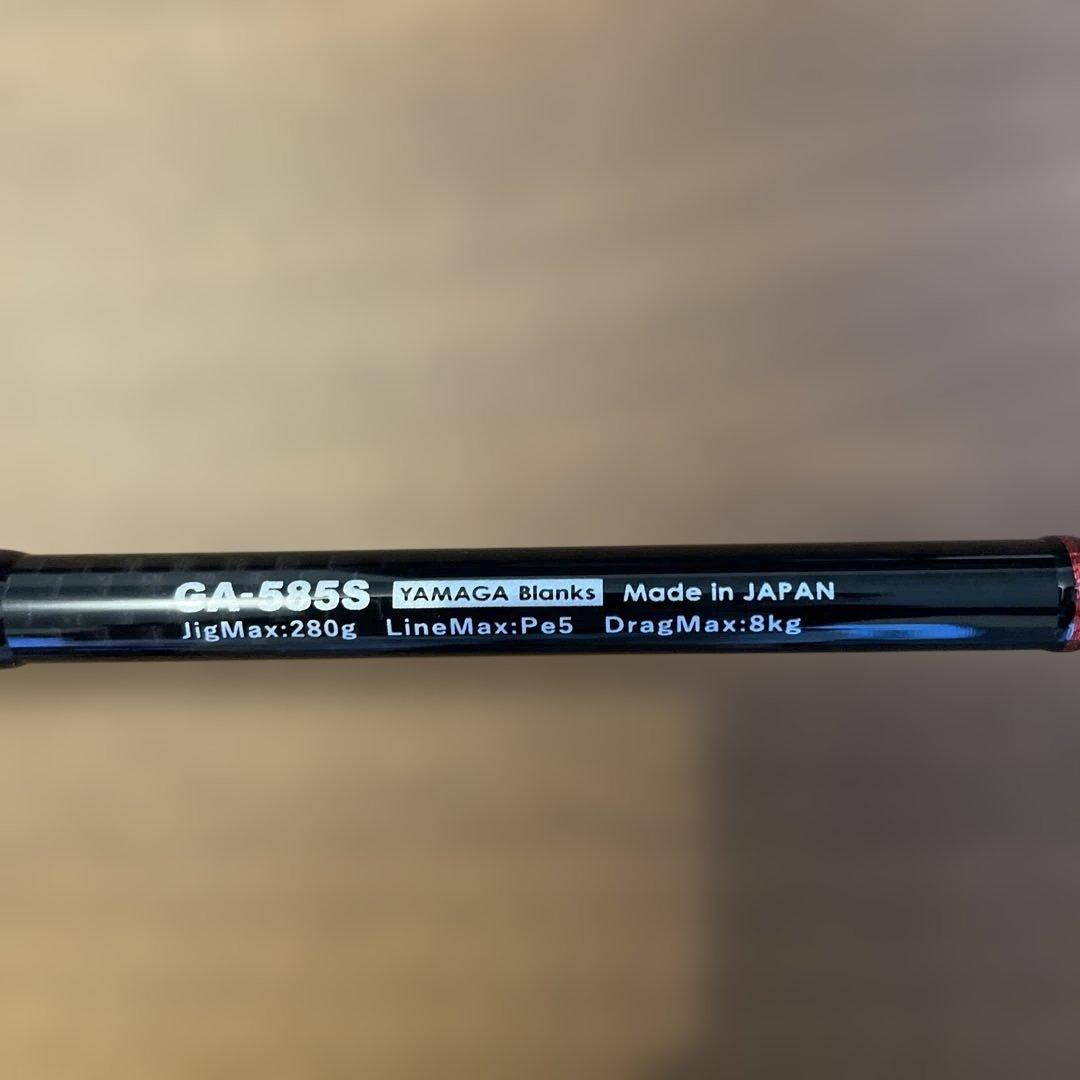 GA-585S YAMAGA Blanks Made in JAPAN
JigMax:280g LineMax:Pe5 DragMax:8kg